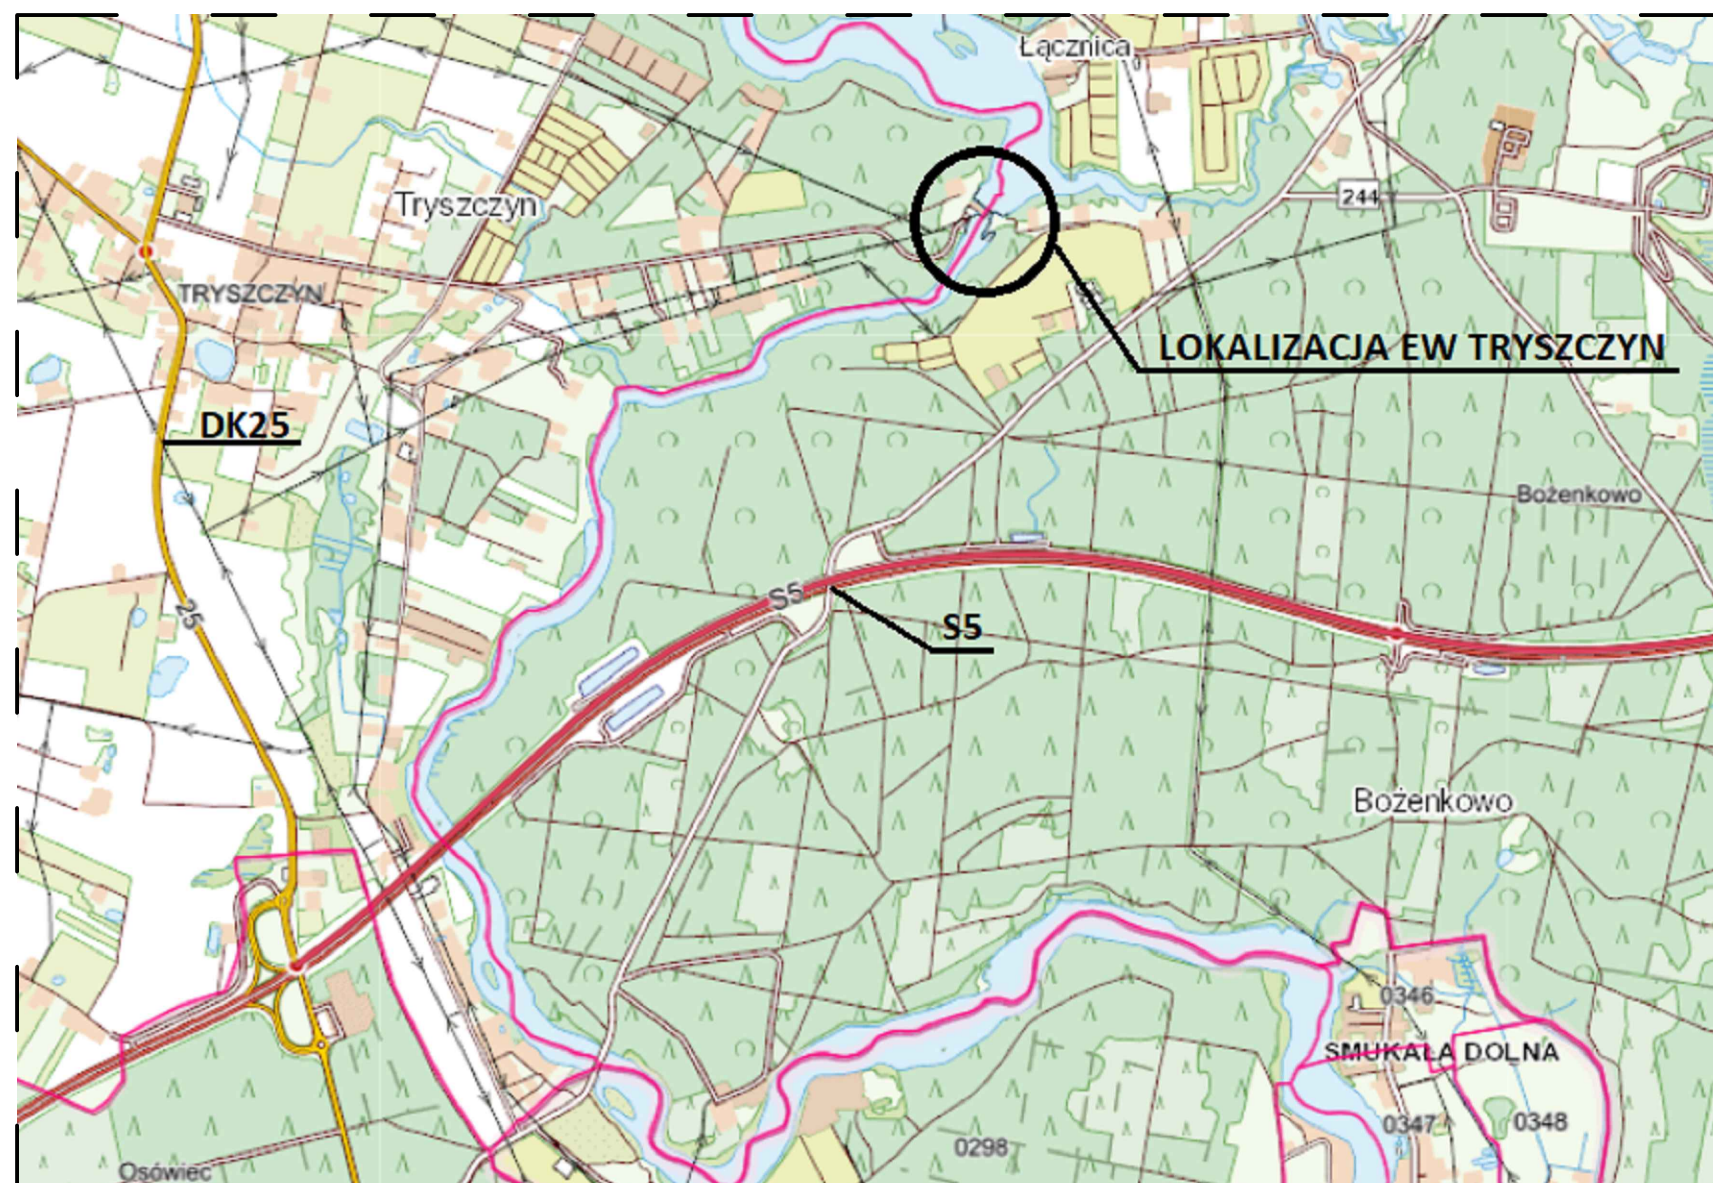 Łącznica
Tryszczyn
244
TRYSZCZYN
LOKALIZACJA EW TRYSZCZYN
DK25
Bożenkowo
S5
25
S5
Bożenkowo
0346
SMUKAŁA DOLNA
0347
0348
0298
Osówiec